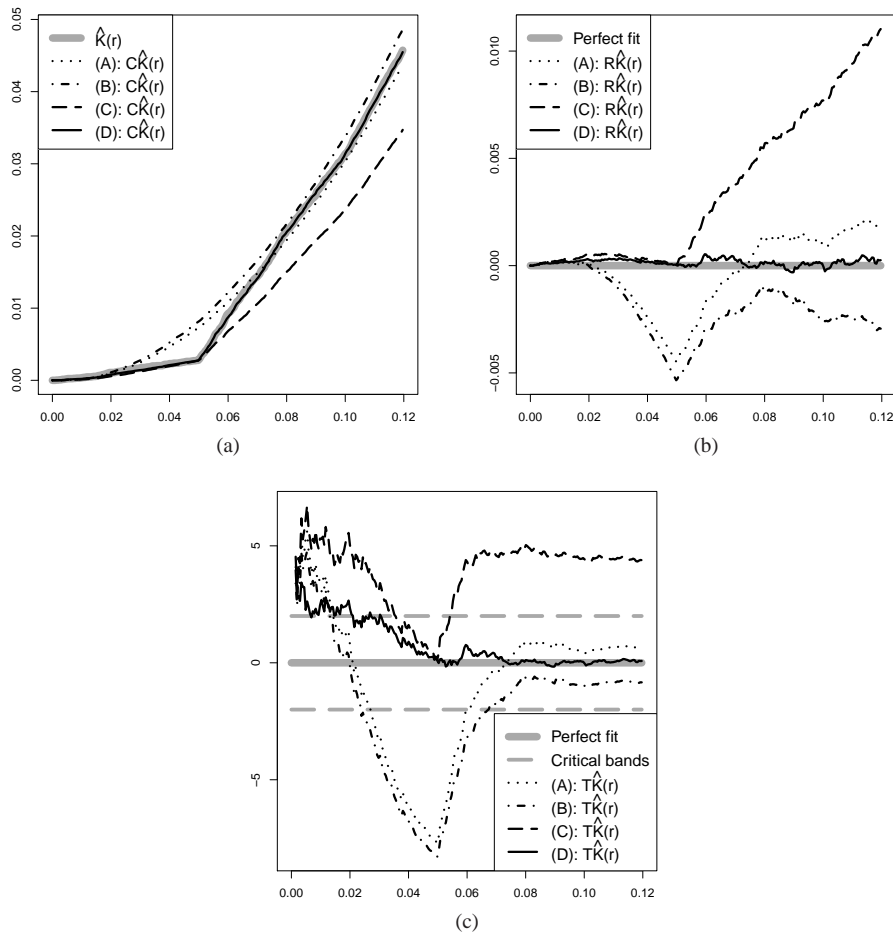 0.05
0.04
0.03
0.02
0.01
0.00
K̂(r)
(A): CK̂(r)
(B): CK̂(r)
(C): CK̂(r)
(D): CK̂(r)
0.00 0.02 0.04 0.06 0.08 0.10 0.12
(a)
0.010
0.005
0.000
−0.005
Perfect fit
(A): RK̂(r)
(B): RK̂(r)
(C): RK̂(r)
(D): RK̂(r)
0.00 0.02 0.04 0.06 0.08 0.10 0.12
(b)
5
0
−5
Perfect fit
Critical bands
(A): TK̂(r)
(B): TK̂(r)
(C): TK̂(r)
(D): TK̂(r)
0.00 0.02 0.04 0.06 0.08 0.10 0.12
(c)